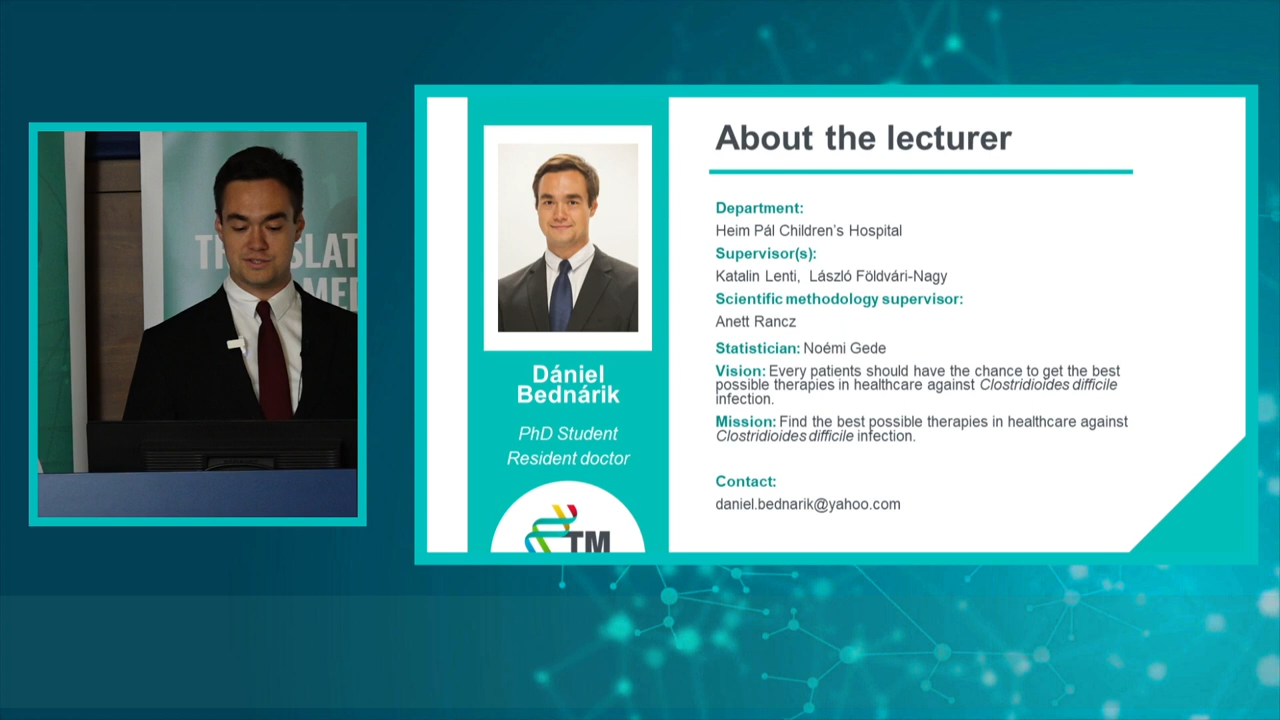 TR
SLAT
MED
About the lecturer
Department:
Heim Pál Children's Hospital
Supervisor(s):
Katalin Lenti, László Földvári-Nagy
Scientific methodology supervisor:
Anett Rancz
Statistician: Noémi Gede
Vision: Every patients should have the chance to get the best
possible therapies in healthcare against Clostridioides difficile
infection.
Mission: Find the best possible therapies in healthcare against
Clostridioides difficile infection.
Contact:
daniel.bednarik@yahoo.com
Dániel
Bednárik
PhD Student
Resident doctor
TM